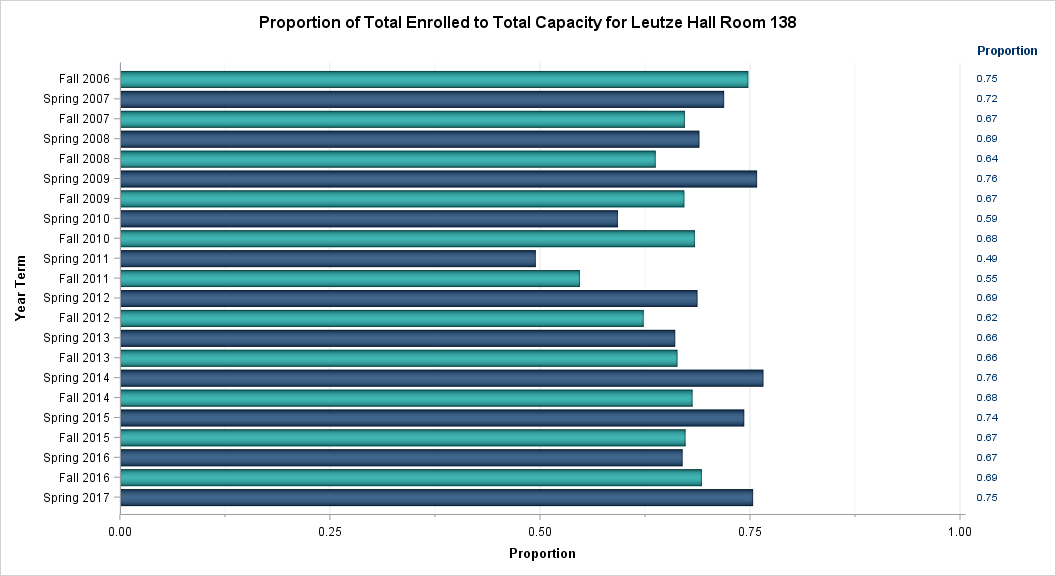 Proportion of Total Enrolled to Total Capacity for Leutze Hall Room 138
Proportion
Fall 2006 0.75
Spring 2007 0.72
Fall 2007 0.67
Spring 2008 0.69
Fall 2008 0.64
Spring 2009 0.76
Fall 2009 0.67
Spring 2010 0.59
Fall 2010 0.68
Spring 2011 0.49
Fall 2011 0.55
Spring 2012 0.69
Fall 2012 0.62
Spring 2013 0.66
Fall 2013 0.66
Spring 2014 0.76
Fall 2014 0.68
Spring 2015 0.74
Fall 2015 0.67
Spring 2016 0.67
Fall 2016 0.69
Spring 2017 0.75
Year Term
0.00 0.25 0.50 0.75 1.00
Proportion